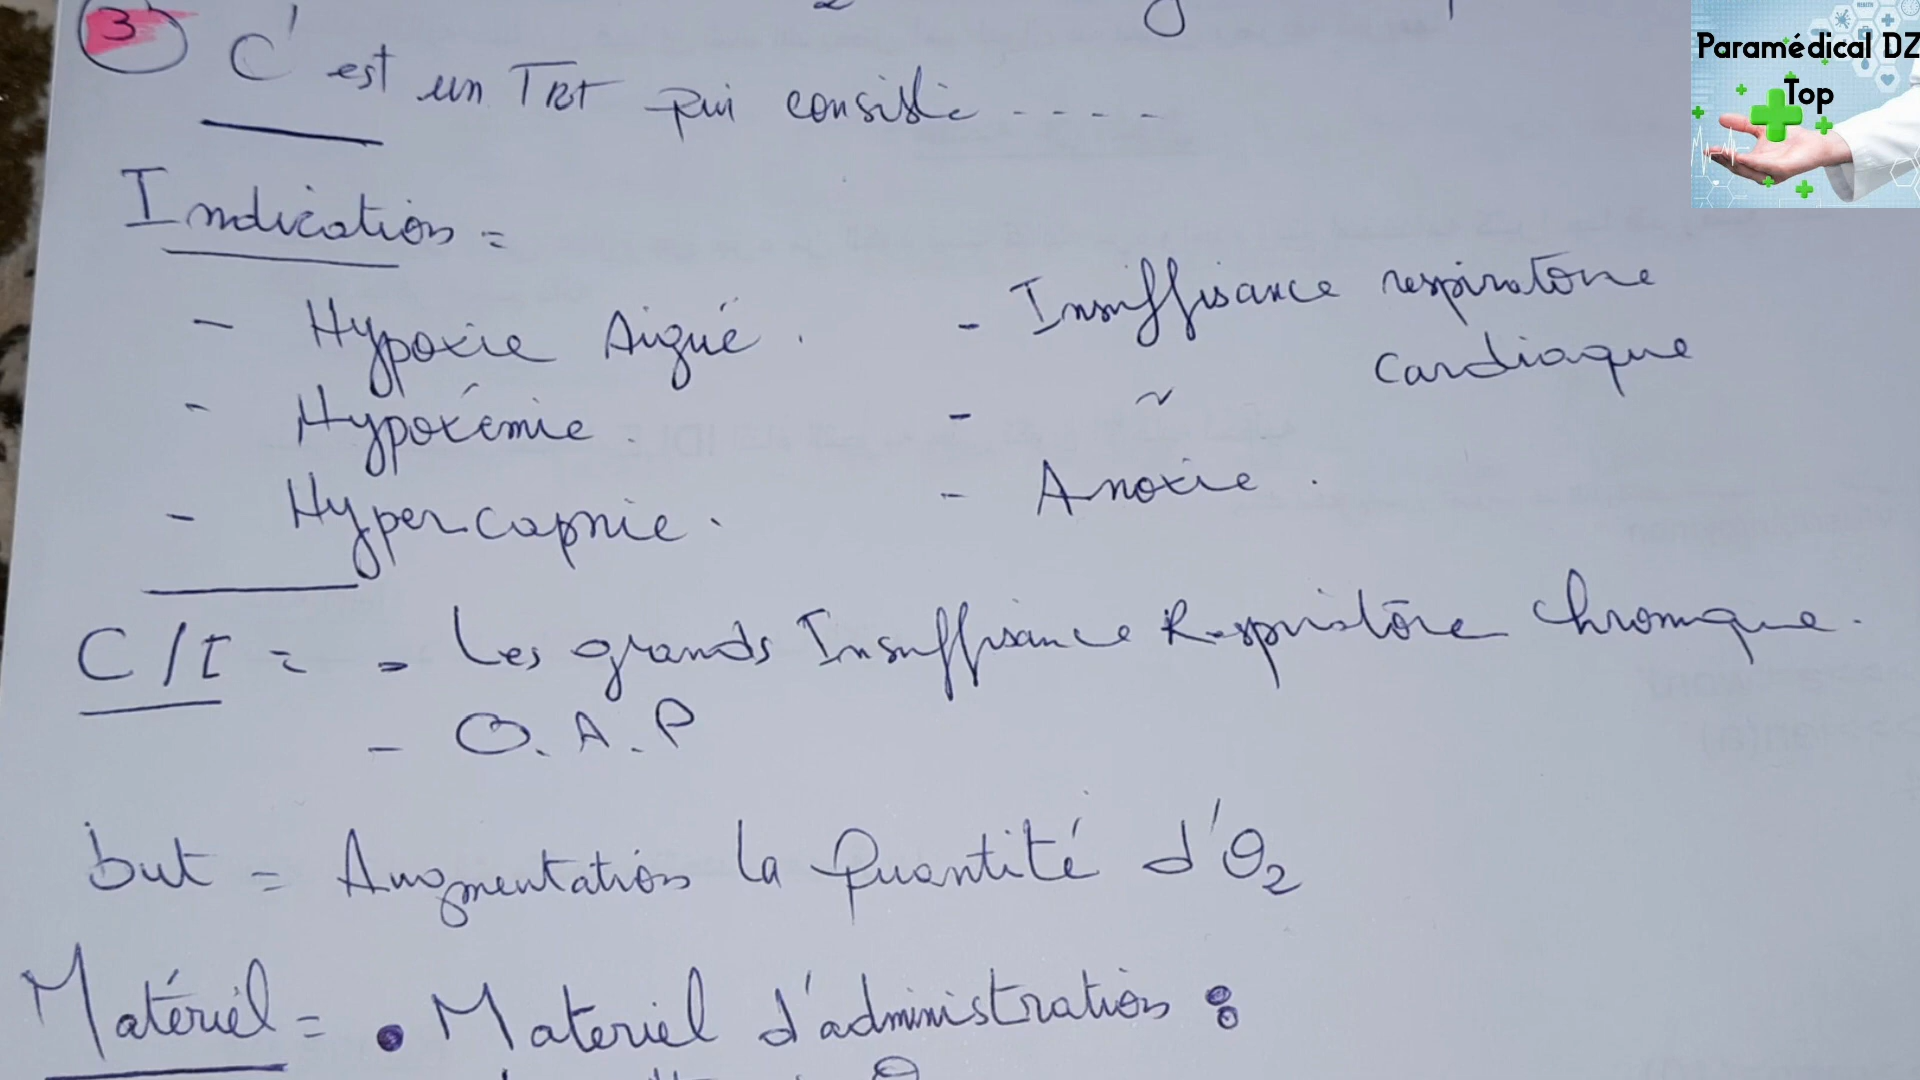 Paramédical DZ
Top
3
C'est un TRT qui consiste ----
Indication =
- Hypoxie Aigué.
- Hypoxémie.
- Hypercapnie.
- Insuffisance respiratoire
- ~ cardiaque
- Anoxie.
C/I = - Les grands Insuffisance Respiratoire chronique.
- O.A.P
but = Augmentation la Quantité d'O2
Matériel = • Materiel d'administration :